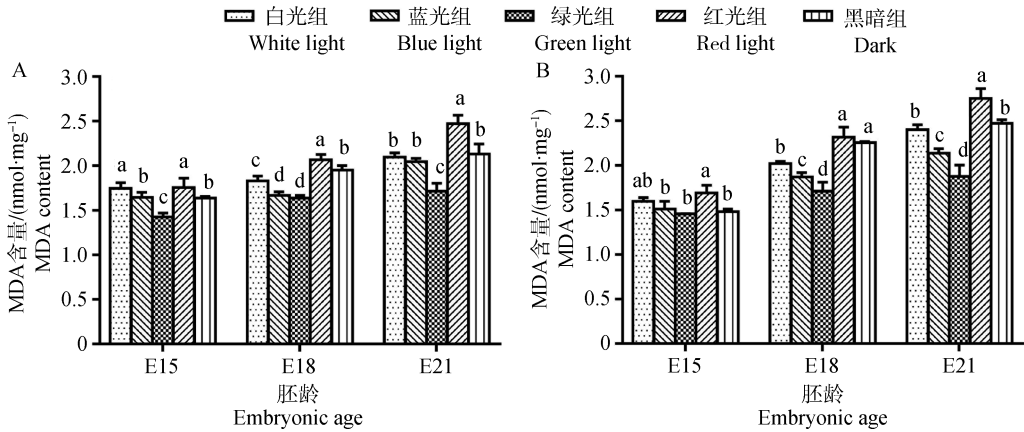 白光组 蓝光组 绿光组 红光组 黑暗组
White light Blue light Green light Red light Dark
A
MDA含量/(nmol·mg⁻¹)
MDA content
3.0
2.5
2.0
1.5
1.0
0.5
0
a b c a b
c d d a b
b b c a b
E15 E18 E21
胚龄
Embryonic age
B
MDA含量/(nmol·mg⁻¹)
MDA content
3.0
2.5
2.0
1.5
1.0
0.5
0
ab b b a b
b c d a a
b c d a b
E15 E18 E21
胚龄
Embryonic age